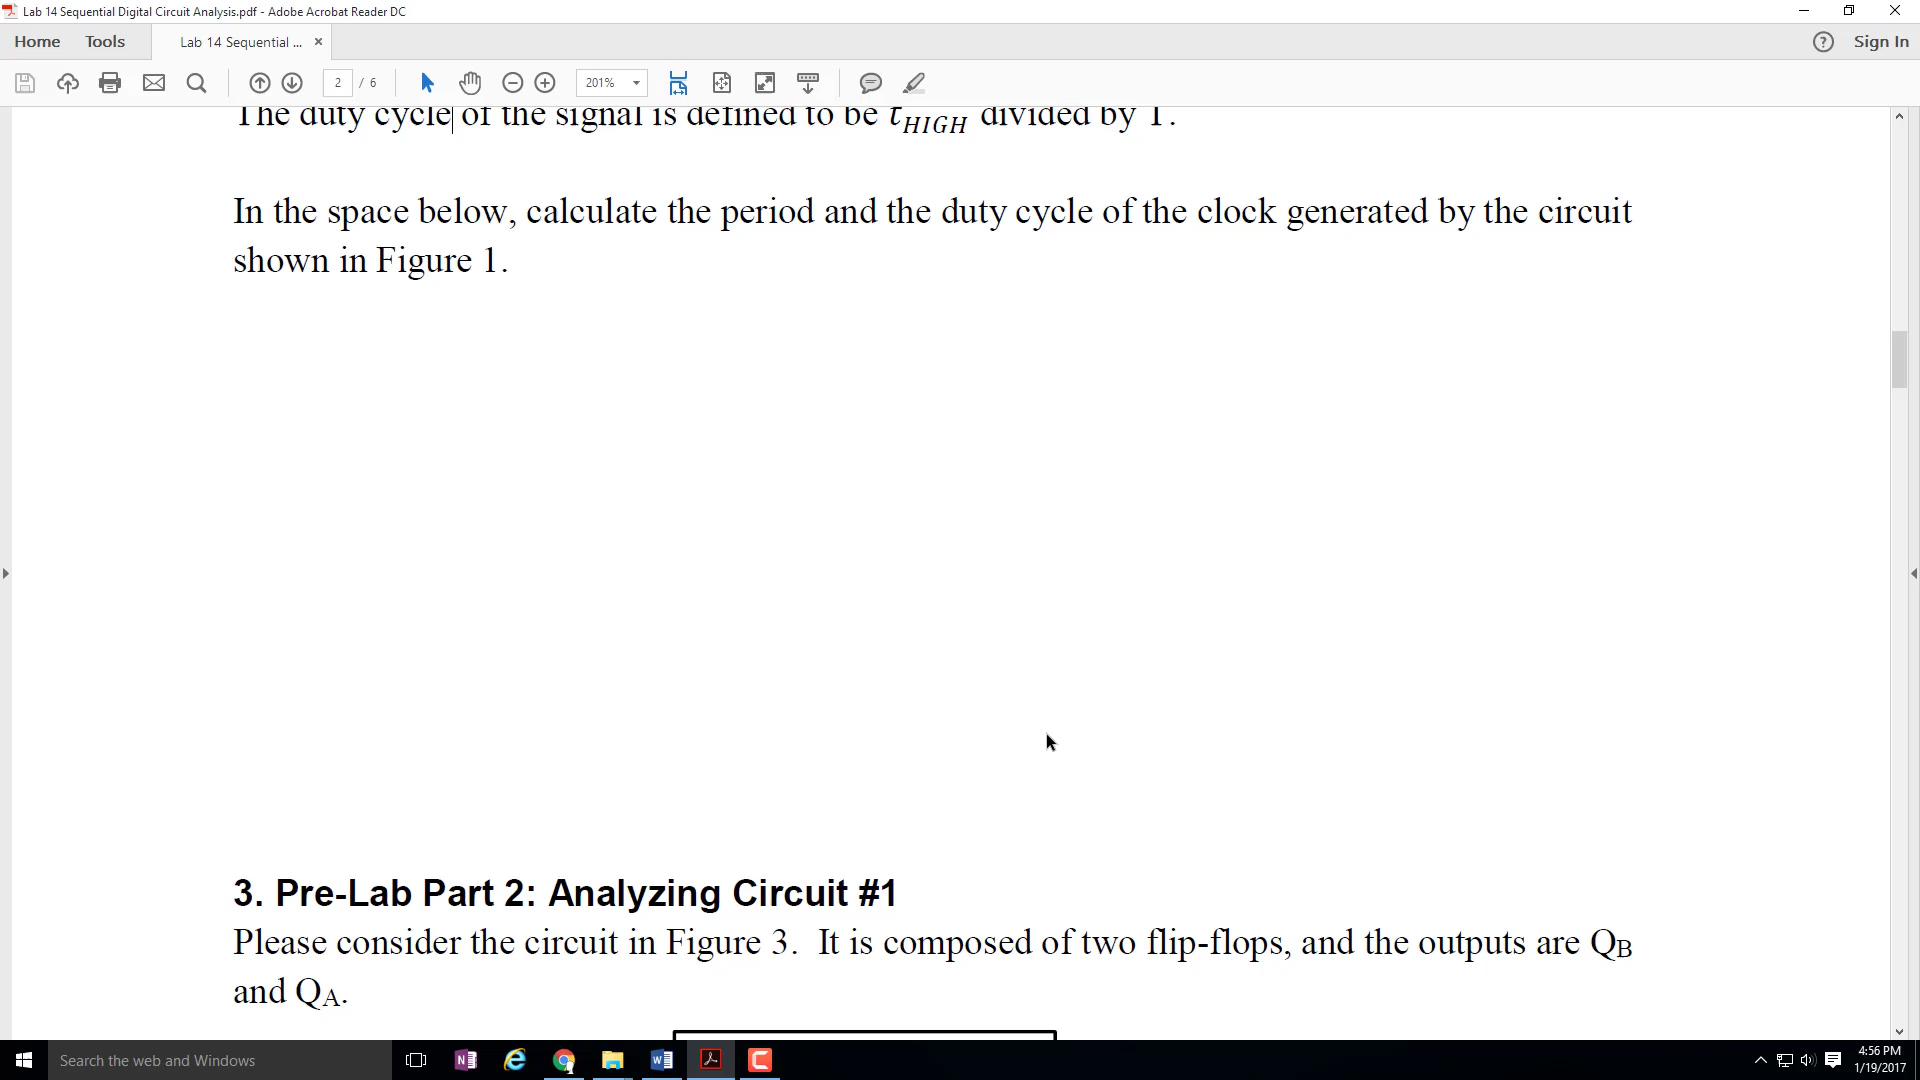 Lab 14 Sequential Digital Circuit Analysis.pdf - Adobe Acrobat Reader DC
Home Tools Lab 14 Sequential ... × ? Sign In
2 / 6 201%
The duty cycle of the signal is defined to be tHIGH divided by T.
In the space below, calculate the period and the duty cycle of the clock generated by the circuit
shown in Figure 1.
3. Pre-Lab Part 2: Analyzing Circuit #1
Please consider the circuit in Figure 3. It is composed of two flip-flops, and the outputs are QB
and QA.
Search the web and Windows
4:56 PM
1/19/2017